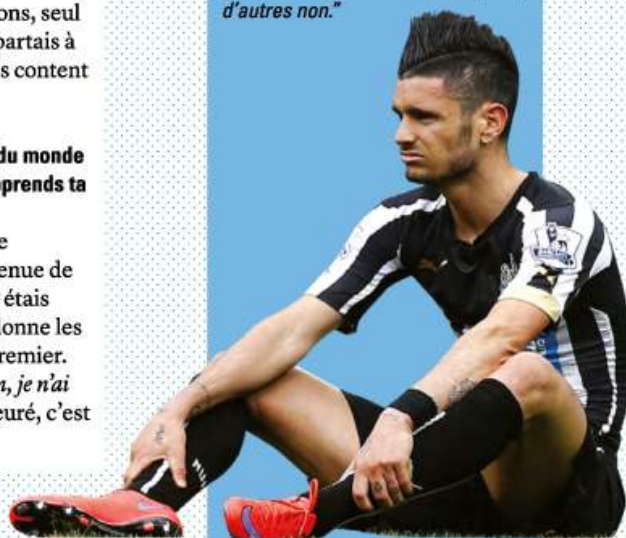 ons, seul
partais à
s content
du monde
prends ta
e
enue de
étais
lonne les
remier.
n, je n'ai
euré, c'est
d'autres non."